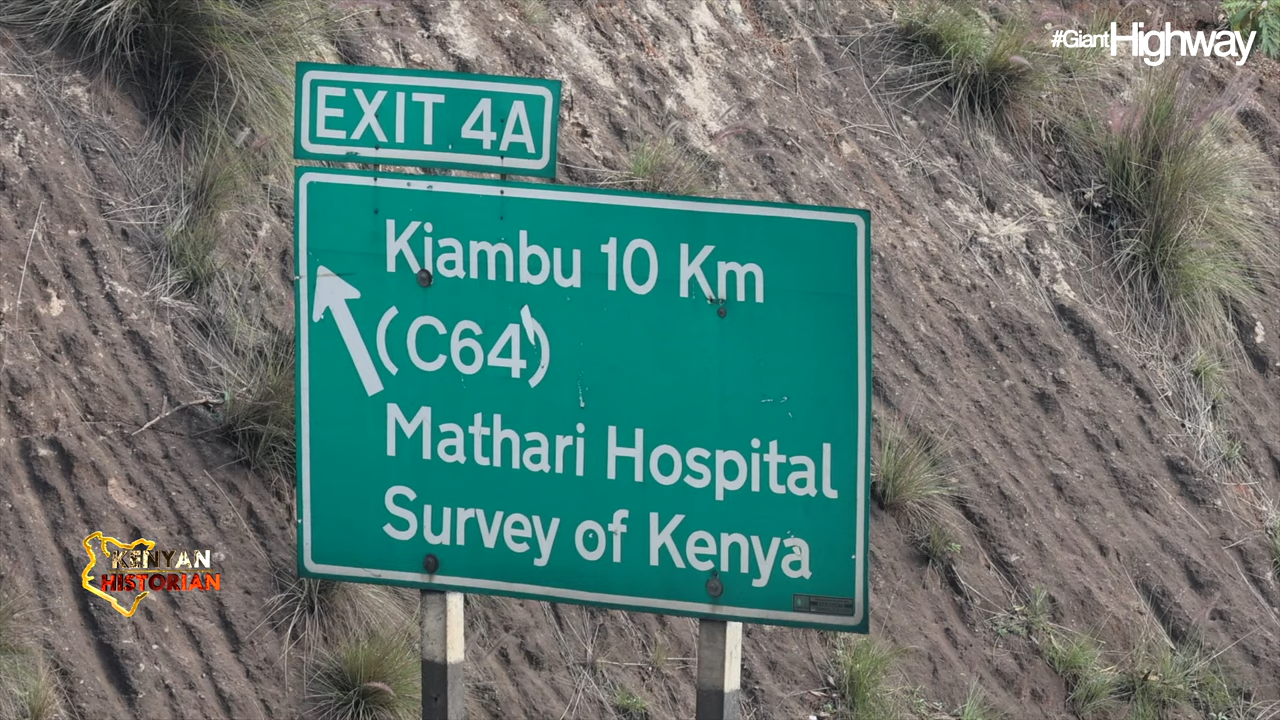 #GiantHighway
EXIT 4A
Kiambu 10 Km
(C64)
Mathari Hospital
Survey of Kenya
KENYAN
HISTORIAN